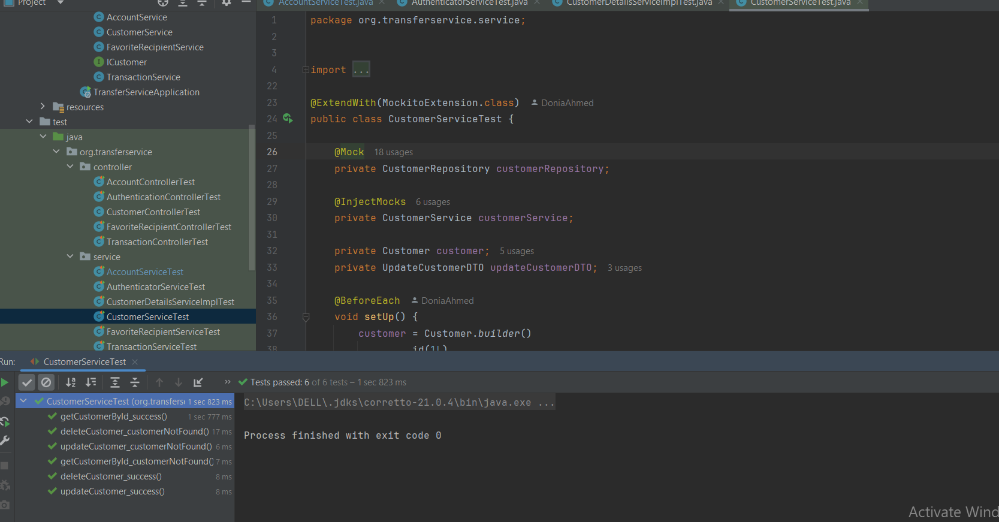 Project
AccountService
CustomerService
FavoriteRecipientService
ICustomer
TransactionService
TransferServiceApplication
resources
test
java
org.transferservice
controller
AccountControllerTest
AuthenticationControllerTest
CustomerControllerTest
FavoriteRecipientControllerTest
TransactionControllerTest
service
AccountServiceTest
AuthenticatorServiceTest
CustomerDetailsServiceImplTest
CustomerServiceTest
FavoriteRecipientServiceTest
TransactionServiceTest
AccountServiceTest.java AuthenticatorServiceTest.java CustomerDetailsServiceImplTest.java CustomerServiceTest.java
1 package org.transferservice.service;
2
3
4 import ...
22
23 @ExtendWith(MockitoExtension.class) DoniaAhmed
24 public class CustomerServiceTest {
25
26 @Mock 18 usages
27 private CustomerRepository customerRepository;
28
29 @InjectMocks 6 usages
30 private CustomerService customerService;
31
32 private Customer customer; 5 usages
33 private UpdateCustomerDTO updateCustomerDTO; 3 usages
34
35 @BeforeEach DoniaAhmed
36 void setUp() {
37 customer = Customer.builder()
38 .id(1L)
Run: CustomerServiceTest
Tests passed: 6 of 6 tests – 1 sec 823 ms
CustomerServiceTest (org.transferse 1 sec 823 ms
getCustomerById_success() 1 sec 777 ms
deleteCustomer_customerNotFound() 17 ms
updateCustomer_customerNotFound() 6 ms
getCustomerById_customerNotFound() 7 ms
deleteCustomer_success() 8 ms
updateCustomer_success() 8 ms
C:\Users\DELL\.jdks\corretto-21.0.4\bin\java.exe ...
Process finished with exit code 0
Activate Wind